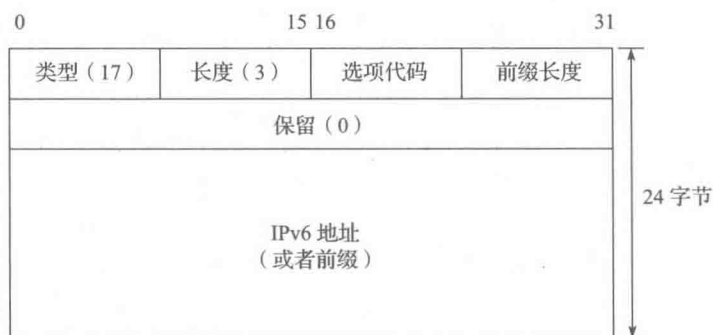 0 15 16 31
类型（17） 长度（3） 选项代码 前缀长度
保留（0）
24 字节
IPv6 地址
（或者前缀）